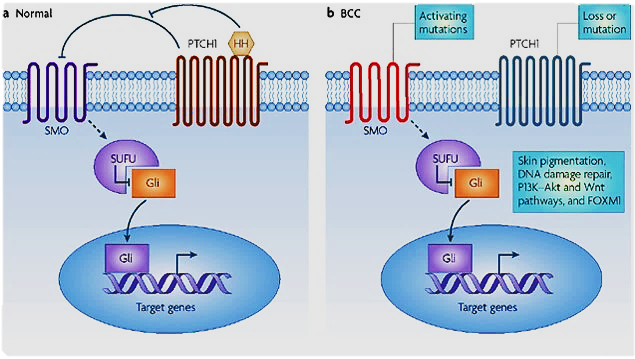 a Normal
PTCH1
HH
SMO
SUFU
Gli
Gli
Target genes
b BCC
Activating
mutations
PTCH1
Loss or
mutation
SMO
SUFU
Gli
Skin pigmentation,
DNA damage repair,
P13K–Akt and Wnt
pathways, and FOXM1
Gli
Target genes